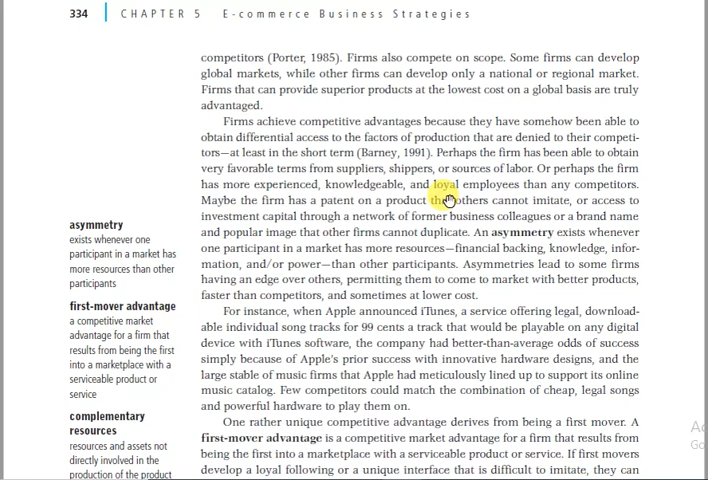 334 CHAPTER 5 E-commerce Business Strategies
competitors (Porter, 1985). Firms also compete on scope. Some firms can develop
global markets, while other firms can develop only a national or regional market.
Firms that can provide superior products at the lowest cost on a global basis are truly
advantaged.
Firms achieve competitive advantages because they have somehow been able to
obtain differential access to the factors of production that are denied to their competi-
tors—at least in the short term (Barney, 1991). Perhaps the firm has been able to obtain
very favorable terms from suppliers, shippers, or sources of labor. Or perhaps the firm
has more experienced, knowledgeable, and loyal employees than any competitors.
Maybe the firm has a patent on a product that others cannot imitate, or access to
investment capital through a network of former business colleagues or a brand name
and popular image that other firms cannot duplicate. An asymmetry exists whenever
one participant in a market has more resources—financial backing, knowledge, infor-
mation, and/or power—than other participants. Asymmetries lead to some firms
having an edge over others, permitting them to come to market with better products,
faster than competitors, and sometimes at lower cost.
For instance, when Apple announced iTunes, a service offering legal, download-
able individual song tracks for 99 cents a track that would be playable on any digital
device with iTunes software, the company had better-than-average odds of success
simply because of Apple's prior success with innovative hardware designs, and the
large stable of music firms that Apple had meticulously lined up to support its online
music catalog. Few competitors could match the combination of cheap, legal songs
and powerful hardware to play them on.
One rather unique competitive advantage derives from being a first mover. A
first-mover advantage is a competitive market advantage for a firm that results from
being the first into a marketplace with a serviceable product or service. If first movers
develop a loyal following or a unique interface that is difficult to imitate, they can
asymmetry
exists whenever one
participant in a market has
more resources than other
participants
first-mover advantage
a competitive market
advantage for a firm that
results from being the first
into a marketplace with a
serviceable product or
service
complementary
resources
resources and assets not
directly involved in the
production of the product